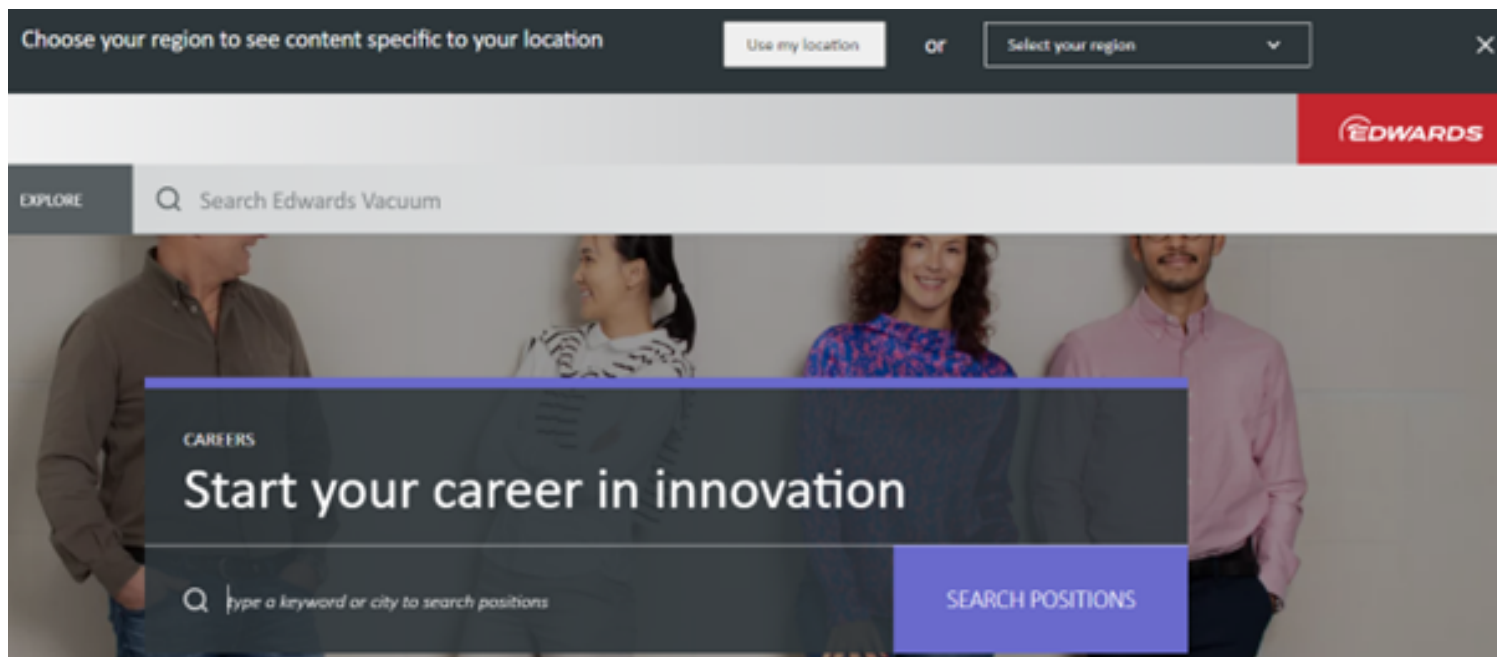 Choose your region to see content specific to your location
Use my location
or
Select your region
EDWARDS
EXPLORE
Search Edwards Vacuum
CAREERS
Start your career in innovation
type a keyword or city to search positions
SEARCH POSITIONS